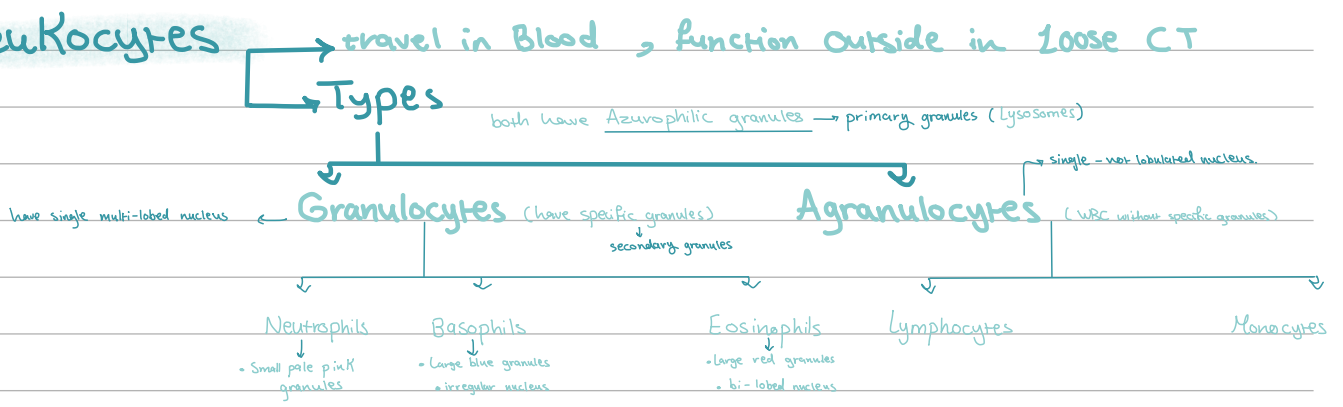 euKocytes
travel in Blood , function outside in loose CT
Types
both have Azurophilic granules → primary granules (Lysosomes)
single - not lobulated nucleus.
have single multi-lobed nucleus ← Granulocytes (have specific granules) Agranulocytes (WBC without specific granules)
secondary granules
Neutrophils Basophils Eosinophils Lymphocytes Monocytes
• Small pale pink granules
• Large blue granules
• irregular nucleus
• Large red granules
• bi-lobed nucleus